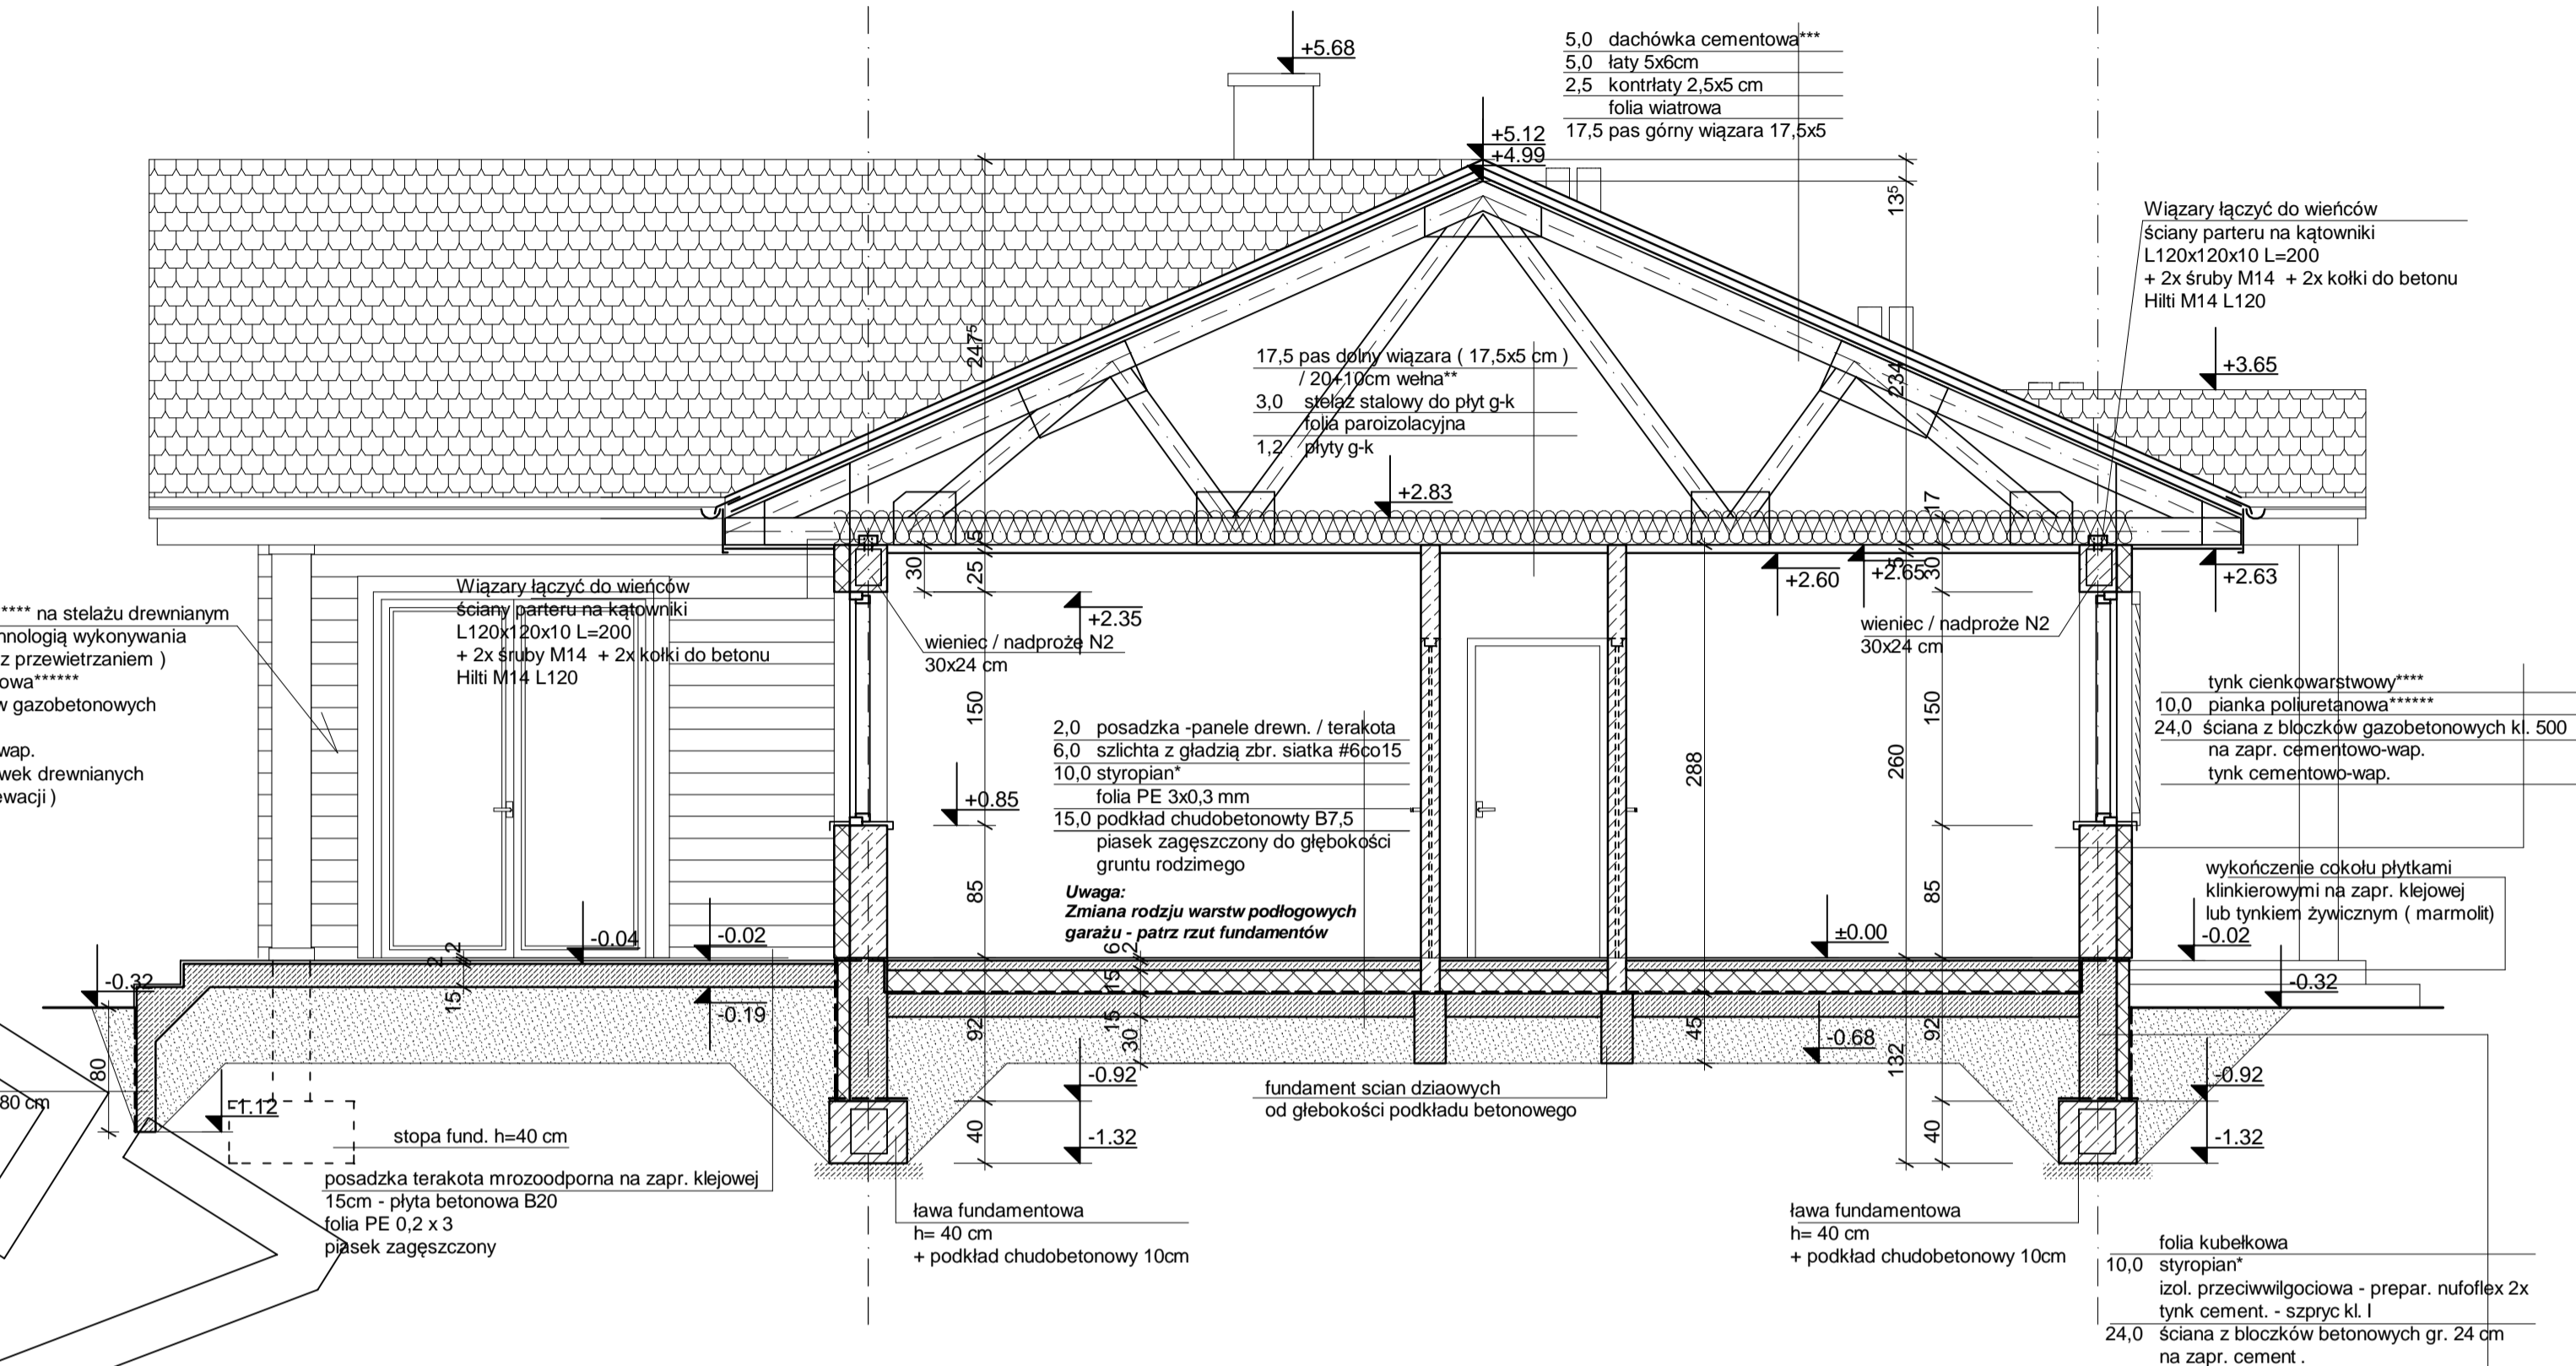 +5.68
5,0 dachówka cementowa***
5,0 łaty 5x6cm
2,5 kontrłaty 2,5x5 cm
folia wiatrowa
17,5 pas górny wiązara 17,5x5
+5.12
+4.99
13⁵
Wiązary łączyć do wieńców
ściany parteru na kątowniki
L120x120x10 L=200
+ 2x śruby M14 + 2x kołki do betonu
Hilti M14 L120
247⁵
234
+3.65
17,5 pas dolny wiązara ( 17,5x5 cm )
/ 20+10cm wełna**
3,0 stelaż stalowy do płyt g-k
folia paroizolacyjna
1,2 płyty g-k
+2.83
17
5
30
25
5
30
+2.60
+2.65
+2.63
+2.35
Wiązary łączyć do wieńców
ściany parteru na kątowniki
L120x120x10 L=200
+ 2x śruby M14 + 2x kołki do betonu
Hilti M14 L120
**** na stelażu drewnianym
hnologią wykonywania
z przewietrzaniem )
owa******
w gazobetonowych
wap.
wek drewnianych
ewacji )
wieniec / nadproże N2
30x24 cm
wieniec / nadproże N2
30x24 cm
tynk cienkowarstwowy****
10,0 pianka poliuretanowa******
24,0 ściana z bloczków gazobetonowych kl. 500
na zapr. cementowo-wap.
tynk cementowo-wap.
150
150
260
288
2,0 posadzka -panele drewn. / terakota
6,0 szlichta z gładzią zbr. siatka #6co15
10,0 styropian*
folia PE 3x0,3 mm
15,0 podkład chudobetonowty B7,5
piasek zagęszczony do głębokości
gruntu rodzimego
Uwaga:
Zmiana rodzju warstw podłogowych
garażu - patrz rzut fundamentów
+0.85
85
85
wykończenie cokołu płytkami
klinkierowymi na zapr. klejowej
lub tynkiem żywicznym ( marmolit)
-0.04
-0.02
±0.00
-0.02
-0.32
-0.32
2
2
15
6
2
15
15
30
-0.19
92
45
92
132
-0.68
-0.92
-0.92
80
80 cm
-1.12
40
-1.32
40
-1.32
fundament scian dziaowych
od głebokości podkładu betonowego
stopa fund. h=40 cm
posadzka terakota mrozoodporna na zapr. klejowej
15cm - płyta betonowa B20
folia PE 0,2 x 3
piasek zagęszczony
ława fundamentowa
h= 40 cm
+ podkład chudobetonowy 10cm
ława fundamentowa
h= 40 cm
+ podkład chudobetonowy 10cm
folia kubełkowa
10,0 styropian*
izol. przeciwwilgociowa - prepar. nufoflex 2x
tynk cement. - szpryc kl. I
24,0 ściana z bloczków betonowych gr. 24 cm
na zapr. cement .